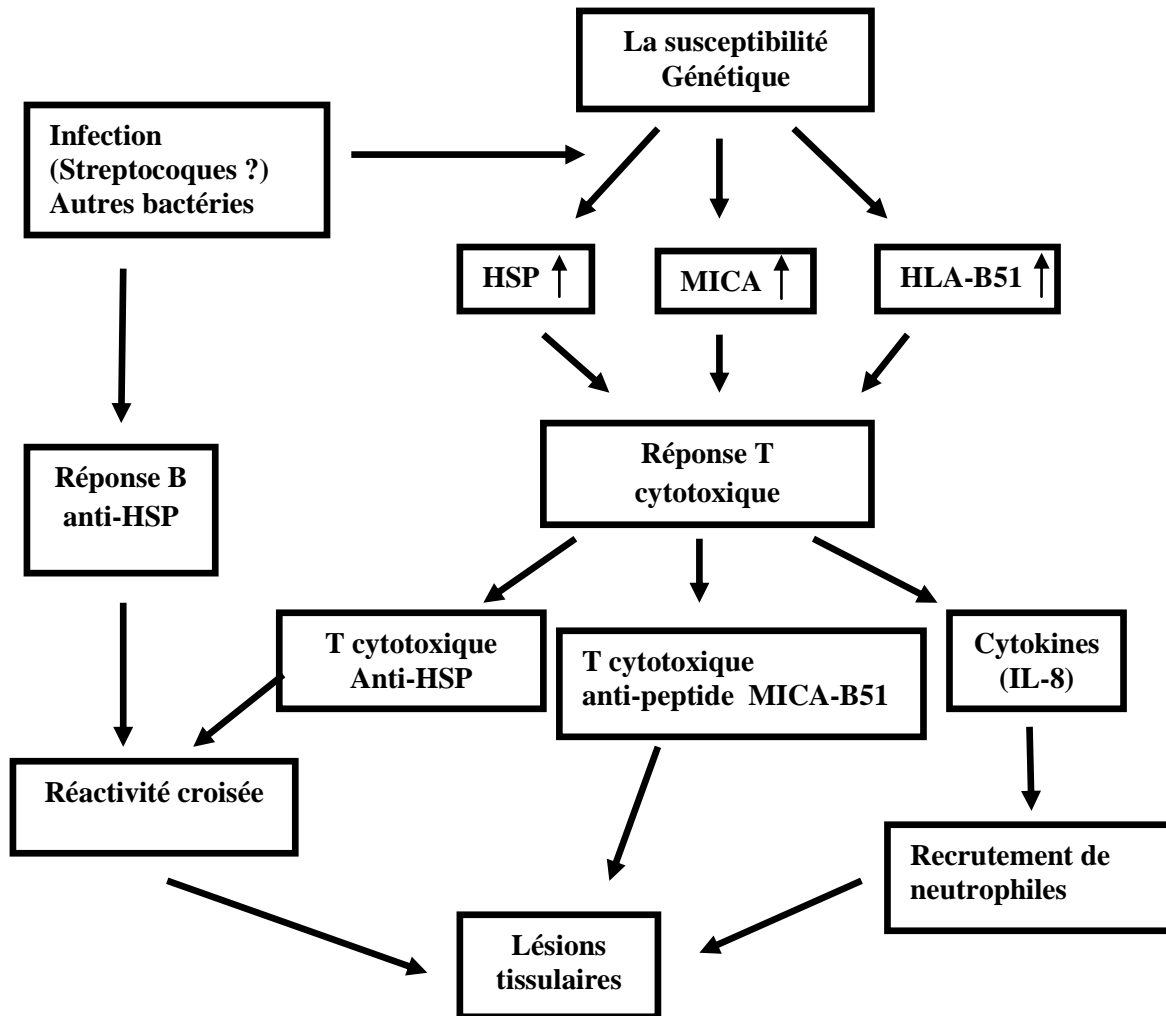 La susceptibilité
Génétique
Infection
(Streptocoques ?)
Autres bactéries
HSP
MICA
HLA-B51
Réponse B
anti-HSP
Réponse T
cytotoxique
T cytotoxique
Anti-HSP
T cytotoxique
anti-peptide MICA-B51
Cytokines
(IL-8)
Réactivité croisée
Recrutement de
neutrophiles
Lésions
tissulaires